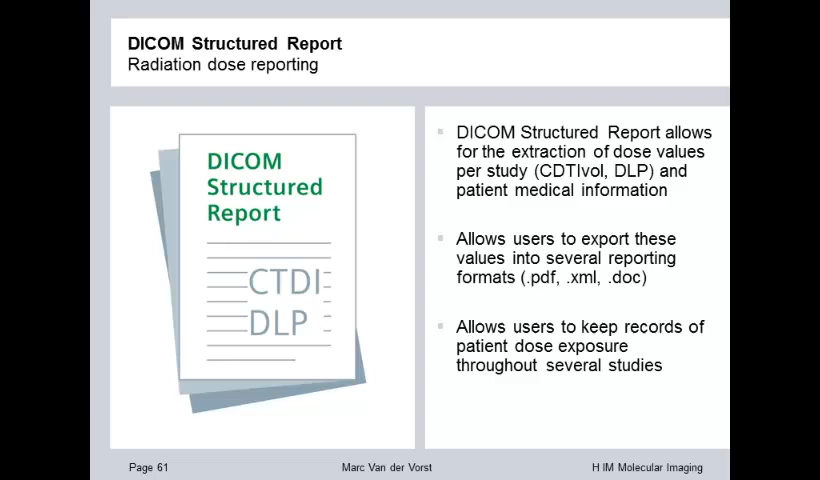 DICOM Structured Report
Radiation dose reporting
DICOM
Structured
Report
CTDI
DLP
DICOM Structured Report allows
for the extraction of dose values
per study (CDTIvol, DLP) and
patient medical information
Allows users to export these
values into several reporting
formats (.pdf, .xml, .doc)
Allows users to keep records of
patient dose exposure
throughout several studies
Page 61
Marc Van der Vorst
H IM Molecular Imaging